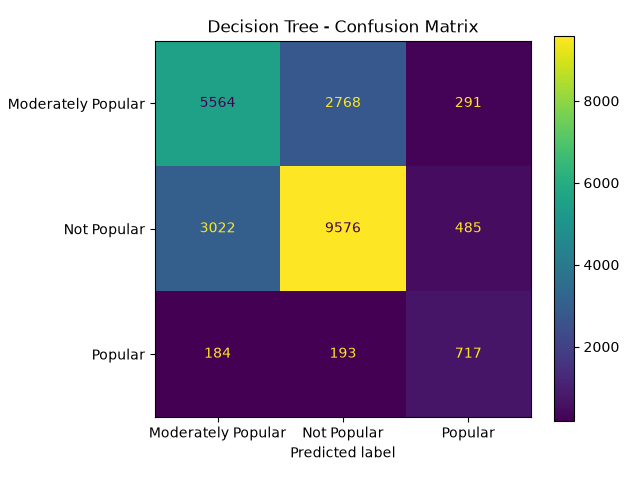 Decision Tree - Confusion Matrix
Moderately Popular 5564 2768 291
Not Popular 3022 9576 485
Popular 184 193 717
Moderately Popular Not Popular Popular
Predicted label
8000
6000
4000
2000